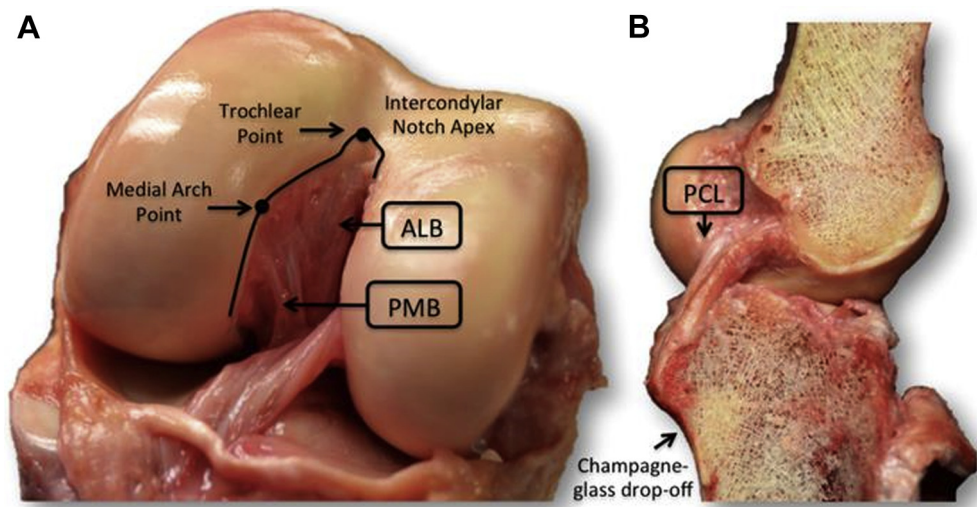 A
Trochlear
Point
Intercondylar
Notch Apex
Medial Arch
Point
ALB
PMB
B
PCL
Champagne-
glass drop-off